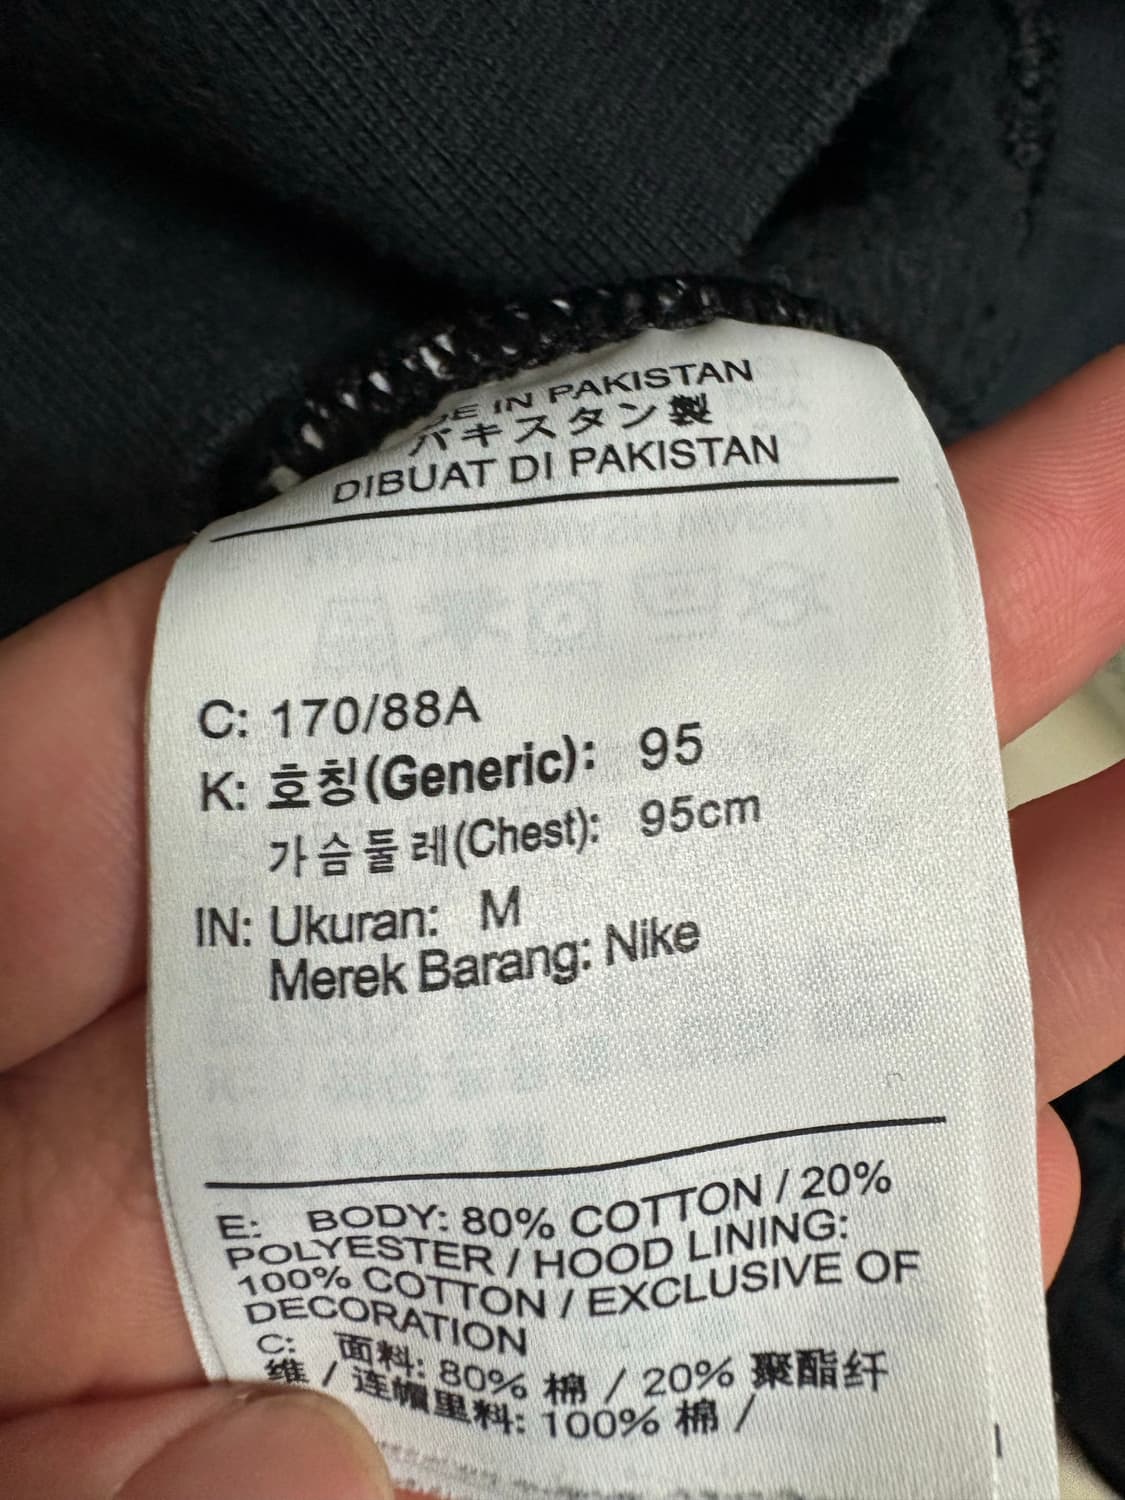 DE IN PAKISTAN
パキスタン製
DIBUAT DI PAKISTAN
C: 170/88A
K: 호칭(Generic): 95
가슴둘레(Chest): 95cm
IN: Ukuran: M
Merek Barang: Nike
E: BODY: 80% COTTON / 20%
POLYESTER / HOOD LINING:
100% COTTON / EXCLUSIVE OF
DECORATION
C: 面料: 80% 棉 / 20% 聚酯纤
维 / 连帽里料: 100% 棉 /